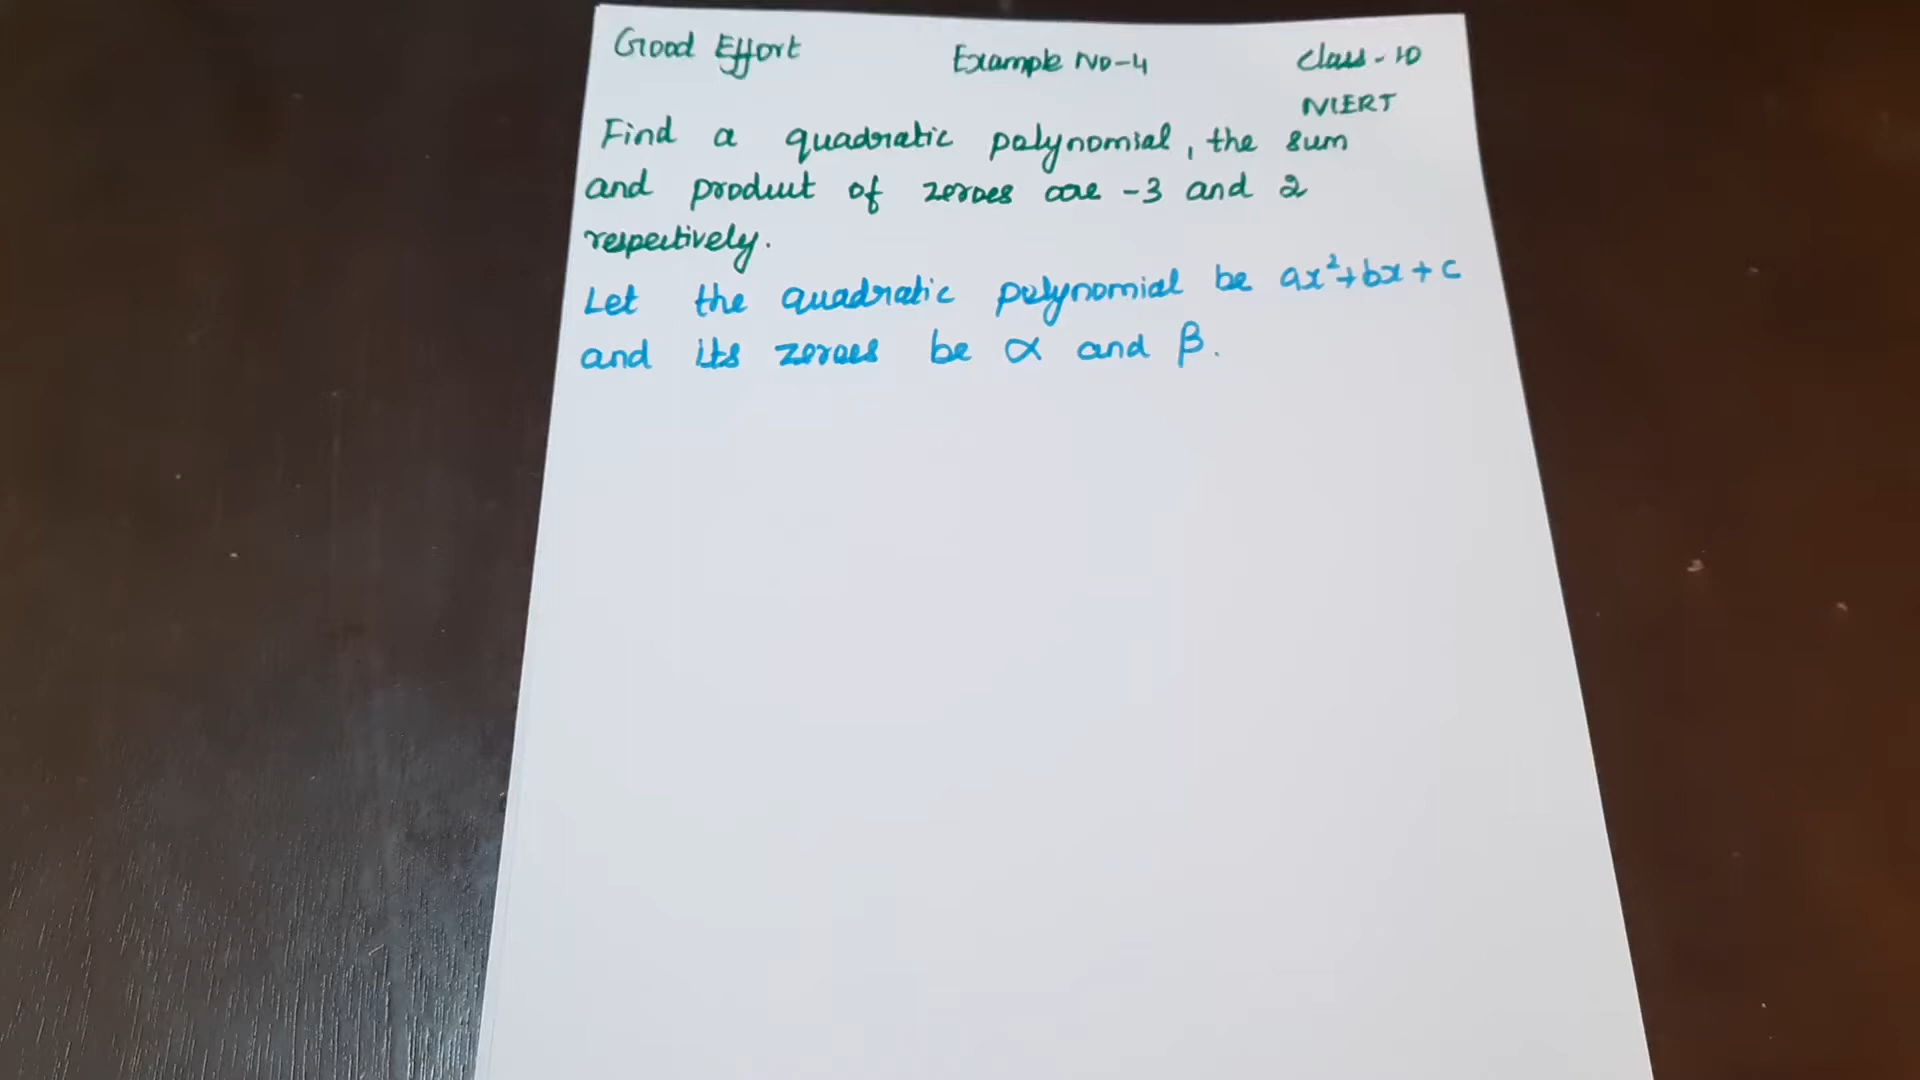 Good Effort Example No-4 Class-10
NCERT
Find a quadratic polynomial, the sum
and product of zeroes are -3 and 2
respectively.
Let the quadratic polynomial be ax²+bx+c
and its zeroes be α and β.